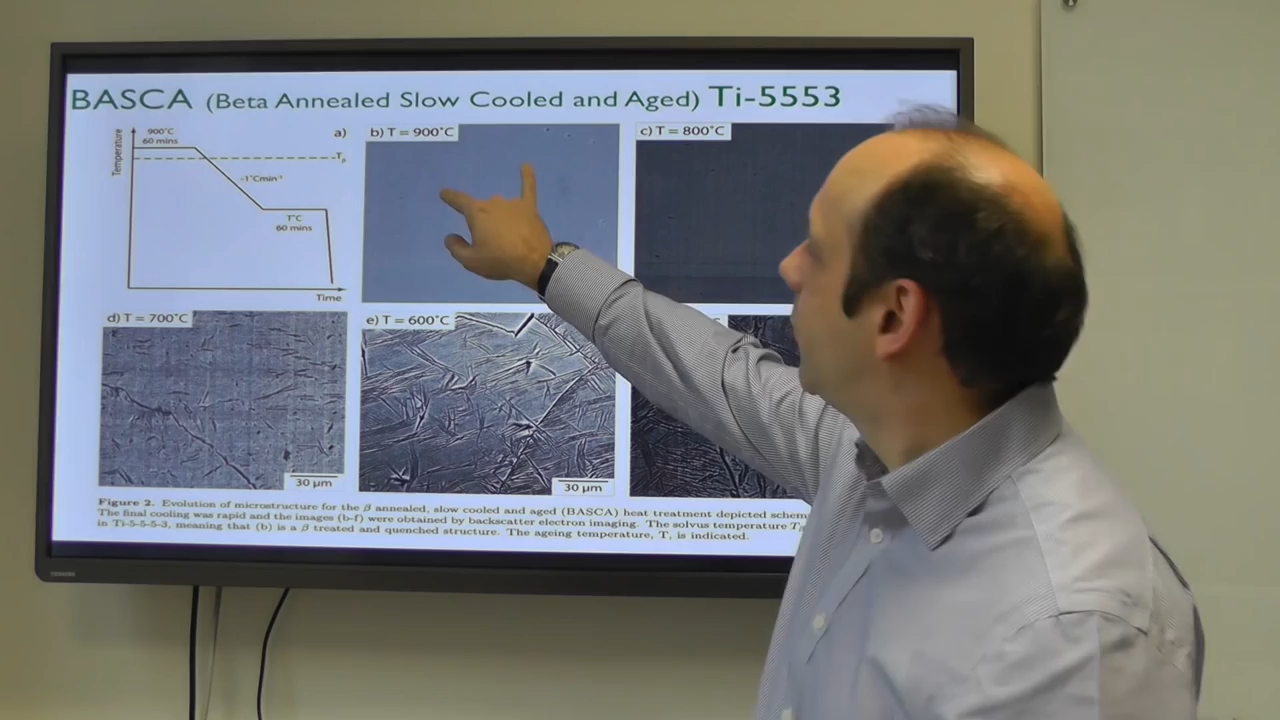 BASCA (Beta Annealed Slow Cooled and Aged) Ti-5553
Temperature
900°C
60 mins
a)
Tᵦ
-1°Cmin⁻¹
T°C
60 mins
Time
b) T = 900°C
c) T = 800°C
d) T = 700°C
30 μm
e) T = 600°C
30 μm
Figure 2. Evolution of microstructure for the β annealed, slow cooled and aged (BASCA) heat treatment depicted
The final cooling was rapid and the images (b-f) were obtained by backscatter electron imaging. The solvus temperature Tᵦ
in Ti-5-5-5-3, meaning that (b) is a β treated and quenched structure. The ageing temperature, T, is indicated.
TOSHIBA